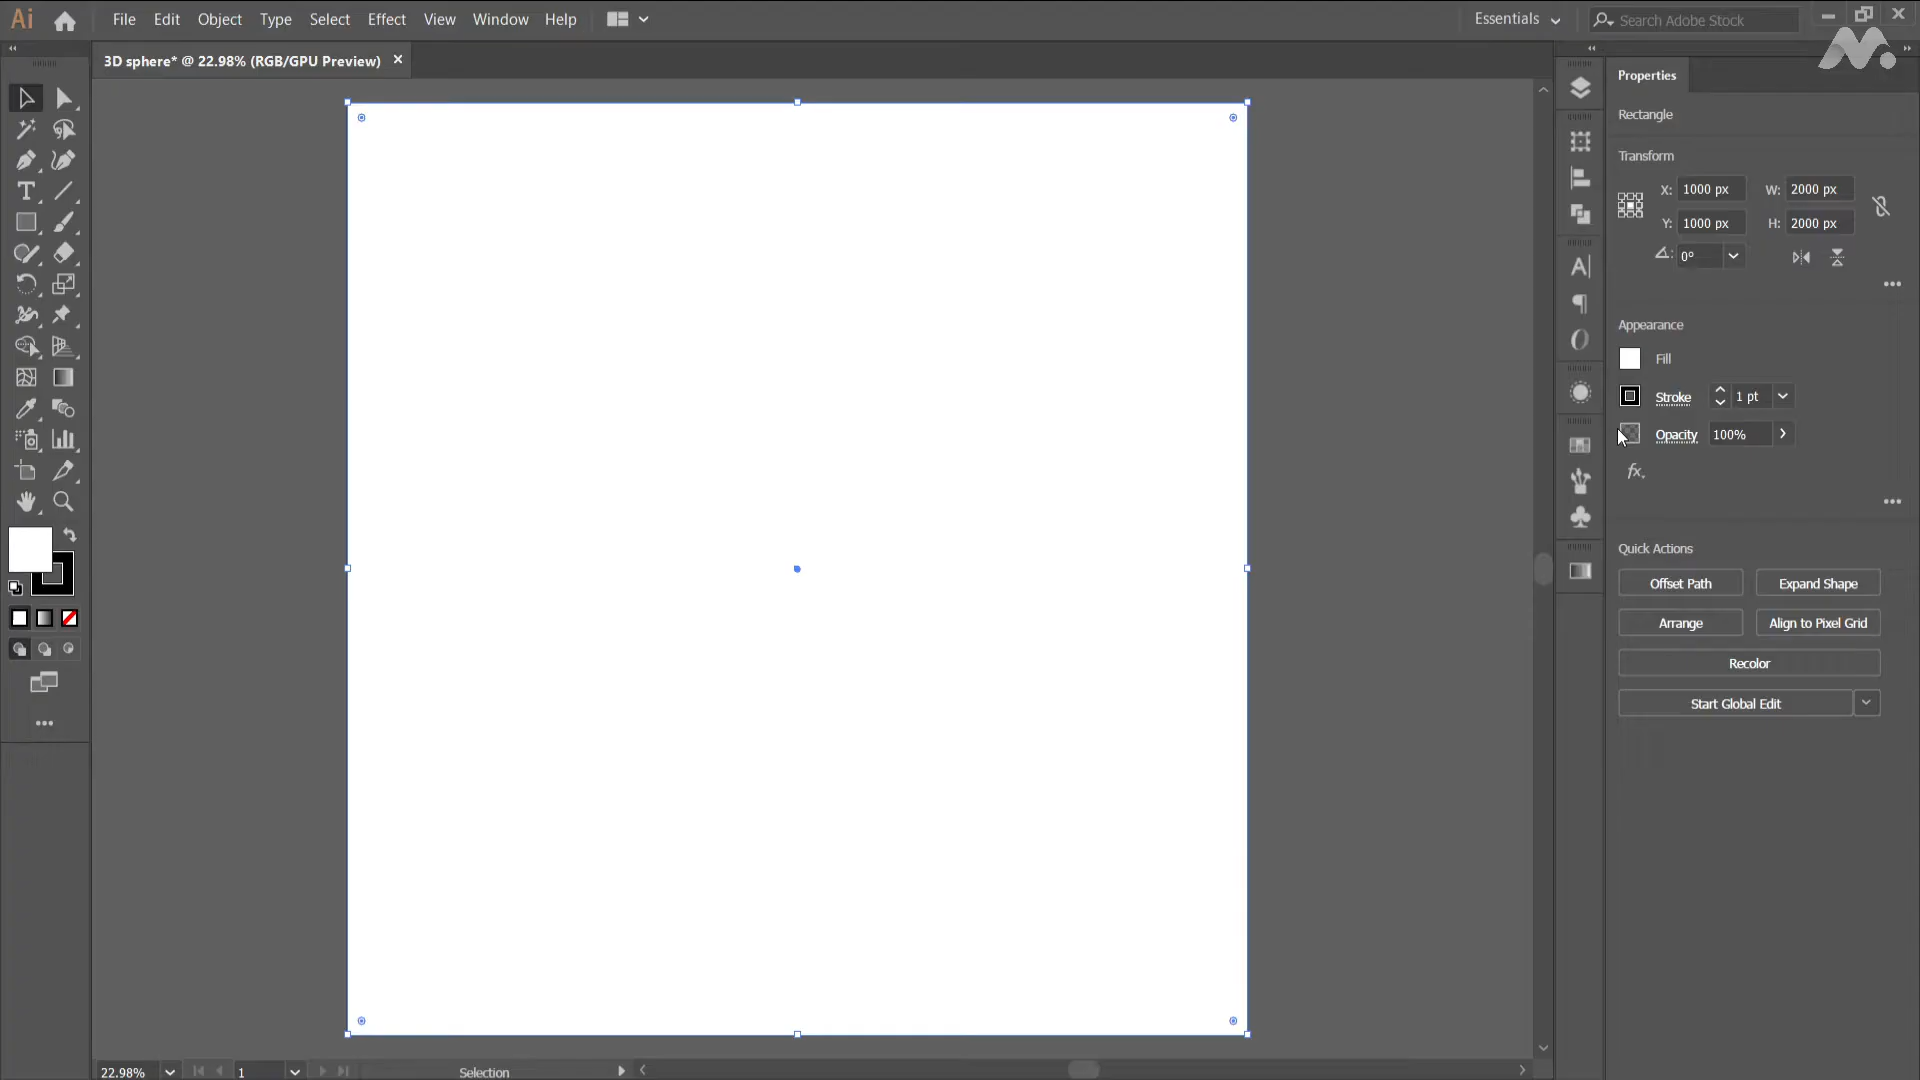 Ai
File Edit Object Type Select Effect View Window Help
Essentials
Search Adobe Stock
3D sphere* @ 22.98% (RGB/GPU Preview)
Properties
Rectangle
Transform
X: 1000 px W: 2000 px
Y: 1000 px H: 2000 px
0°
Appearance
Fill
Stroke 1 pt
Opacity 100%
fx
Quick Actions
Offset Path Expand Shape
Arrange Align to Pixel Grid
Recolor
Start Global Edit
22.98% 1 Selection